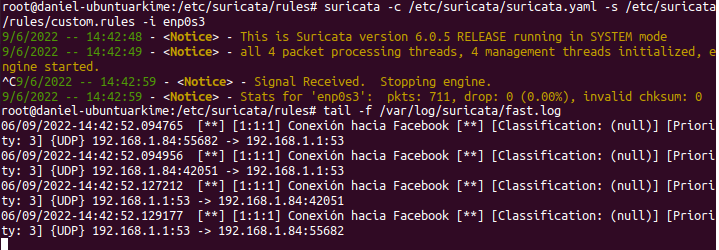 root@daniel-ubuntuarkime:/etc/suricata/rules# suricata -c /etc/suricata/suricata.yaml -s /etc/suricata
/rules/custom.rules -i enp0s3
9/6/2022 -- 14:42:48 - <Notice> - This is Suricata version 6.0.5 RELEASE running in SYSTEM mode
9/6/2022 -- 14:42:49 - <Notice> - all 4 packet processing threads, 4 management threads initialized, e
ngine started.
^C9/6/2022 -- 14:42:59 - <Notice> - Signal Received.  Stopping engine.
9/6/2022 -- 14:42:59 - <Notice> - Stats for 'enp0s3':  pkts: 711, drop: 0 (0.00%), invalid chksum: 0
root@daniel-ubuntuarkime:/etc/suricata/rules# tail -f /var/log/suricata/fast.log
06/09/2022-14:42:52.094765  [**] [1:1:1] Conexión hacia Facebook [**] [Classification: (null)] [Priori
ty: 3] {UDP} 192.168.1.84:55682 -> 192.168.1.1:53
06/09/2022-14:42:52.094956  [**] [1:1:1] Conexión hacia Facebook [**] [Classification: (null)] [Priori
ty: 3] {UDP} 192.168.1.84:42051 -> 192.168.1.1:53
06/09/2022-14:42:52.127212  [**] [1:1:1] Conexión hacia Facebook [**] [Classification: (null)] [Priori
ty: 3] {UDP} 192.168.1.1:53 -> 192.168.1.84:42051
06/09/2022-14:42:52.129177  [**] [1:1:1] Conexión hacia Facebook [**] [Classification: (null)] [Priori
ty: 3] {UDP} 192.168.1.1:53 -> 192.168.1.84:55682